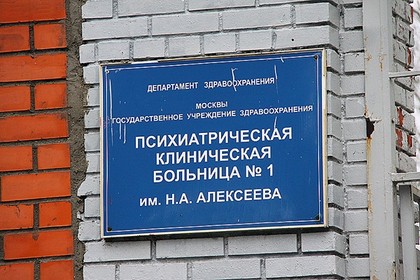 ДЕПАРТАМЕНТ ЗДРАВООХРАНЕНИЯ
МОСКВЫ
ГОСУДАРСТВЕННОЕ УЧРЕЖДЕНИЕ ЗДРАВООХРАНЕНИЯ
ПСИХИАТРИЧЕСКАЯ
КЛИНИЧЕСКАЯ
БОЛЬНИЦА № 1
ИМ. Н.А. АЛЕКСЕЕВА